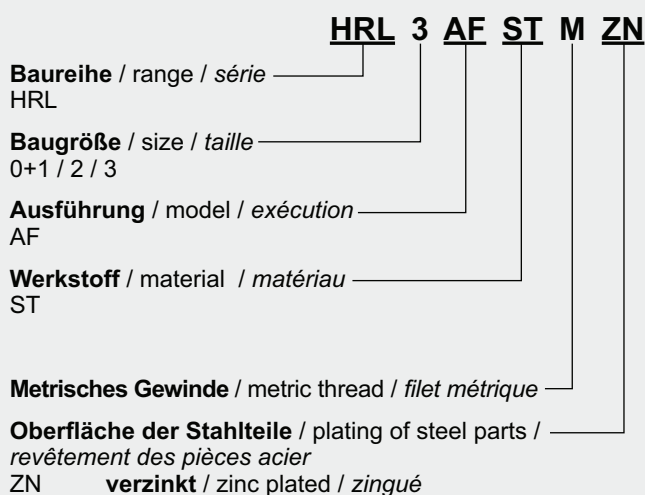 HRL 3 AF ST M ZN
Baureihe / range / série
HRL
Baugröße / size / taille
0+1 / 2 / 3
Ausführung / model / exécution
AF
Werkstoff / material / matériau
ST
Metrisches Gewinde / metric thread / filet métrique
Oberfläche der Stahlteile / plating of steel parts /
revêtement des pièces acier
ZN verzinkt / zinc plated / zingué